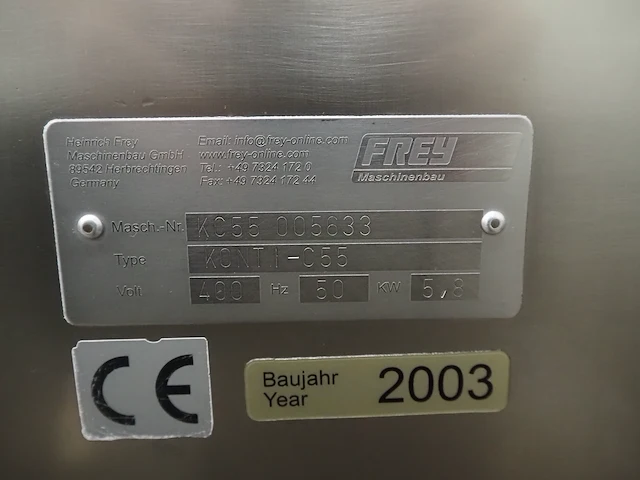 Heinrich Frey
Maschinenbau GmbH
89542 Herbrechtingen
Germany
Email: info@frey-online.com
www.frey-online.com
Tel.: +49 7324 172 0
Fax: +49 7324 172 44
FREY
Maschinenbau
Masch.-Nr. KC55 005633
Type KONTI-C55
Volt 400 Hz 50 KW 5,8
CE
Baujahr
Year 2003